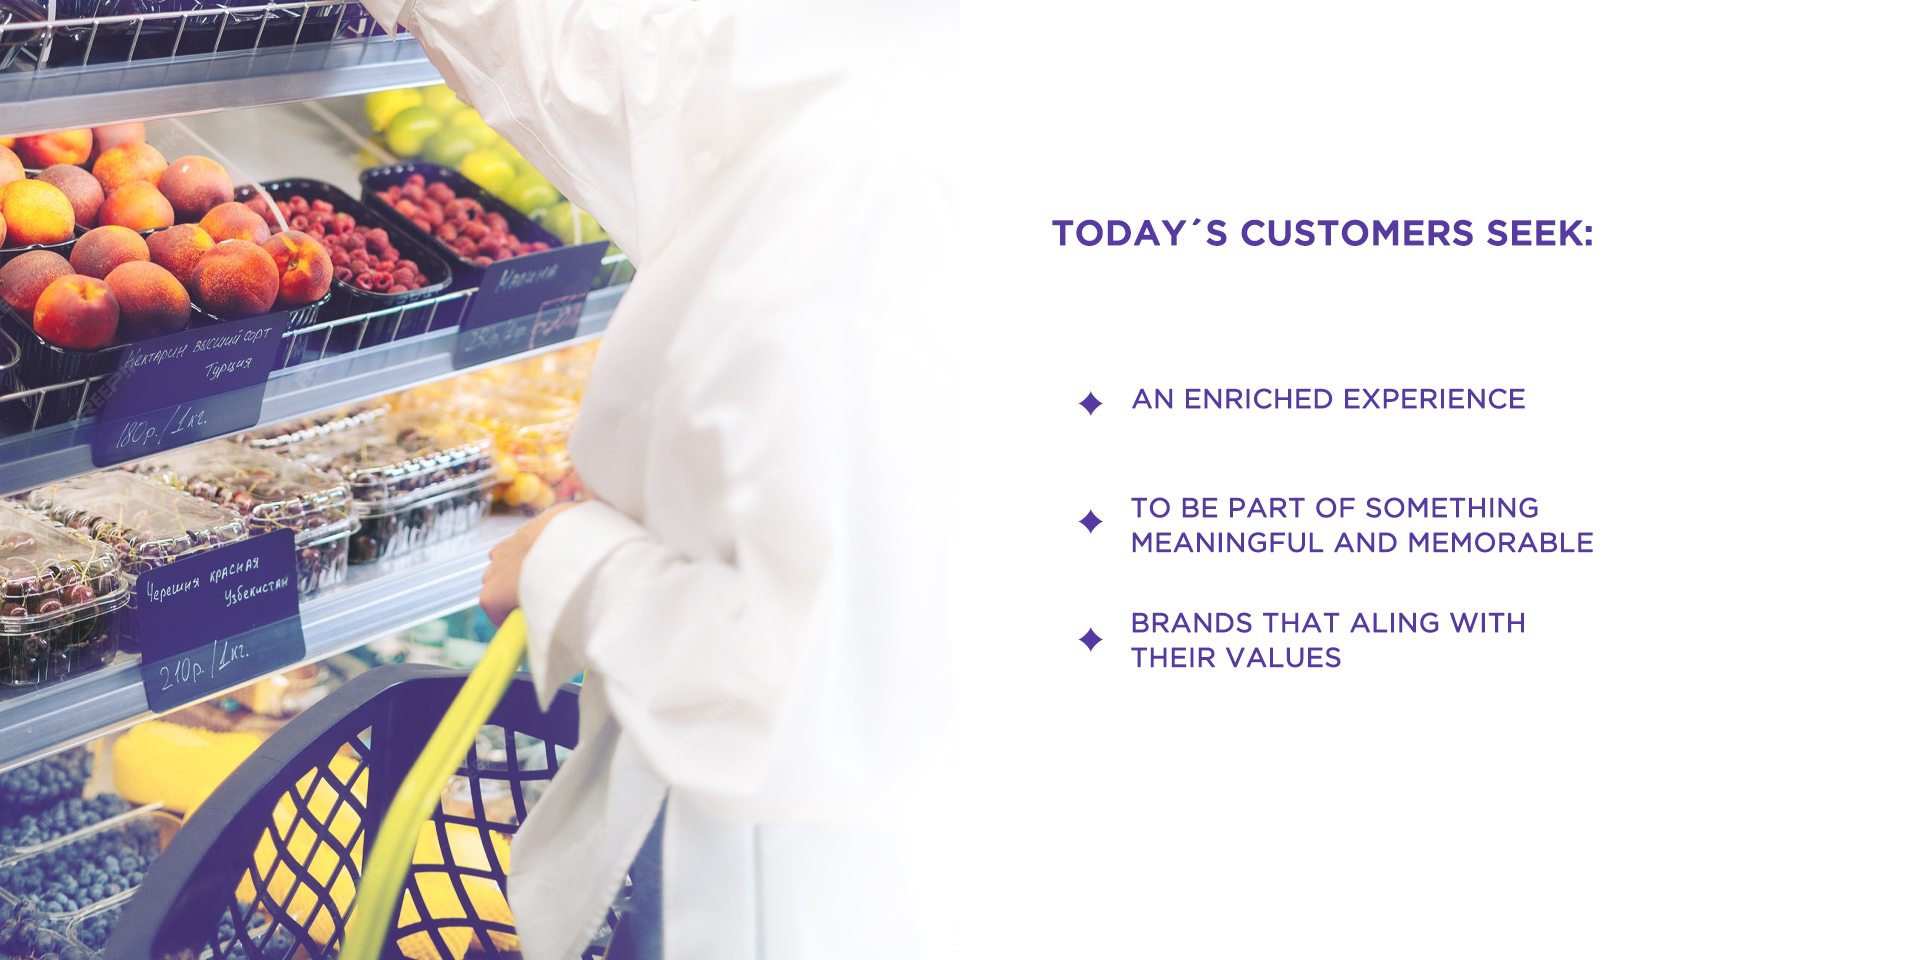 Малина
Нектарин высший сорт
Турция
180р./1кг.
Черешня красная
Узбекистан
210р./1кг.
TODAY´S CUSTOMERS SEEK:
AN ENRICHED EXPERIENCE
TO BE PART OF SOMETHING
MEANINGFUL AND MEMORABLE
BRANDS THAT ALING WITH
THEIR VALUES